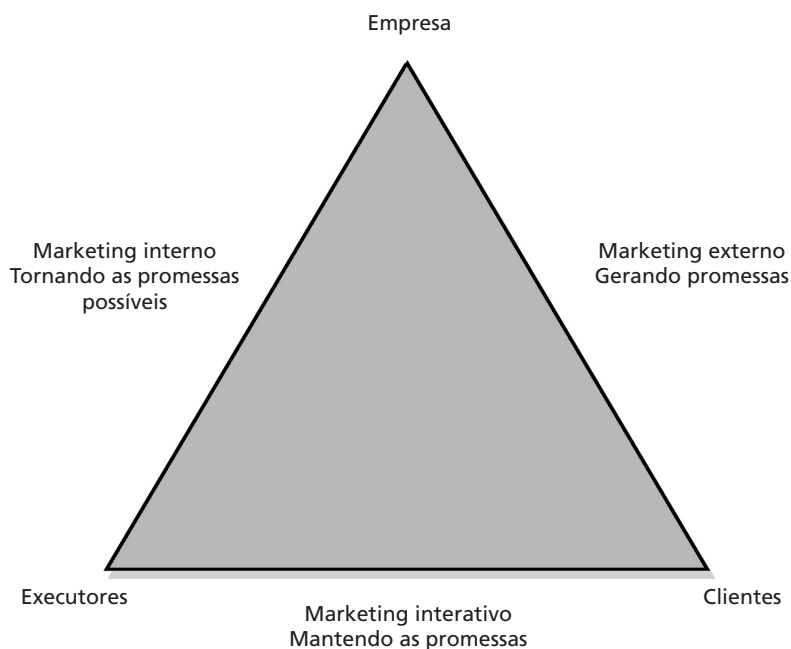 Empresa
Marketing interno
Tornando as promessas
possíveis
Marketing externo
Gerando promessas
Executores
Clientes
Marketing interativo
Mantendo as promessas